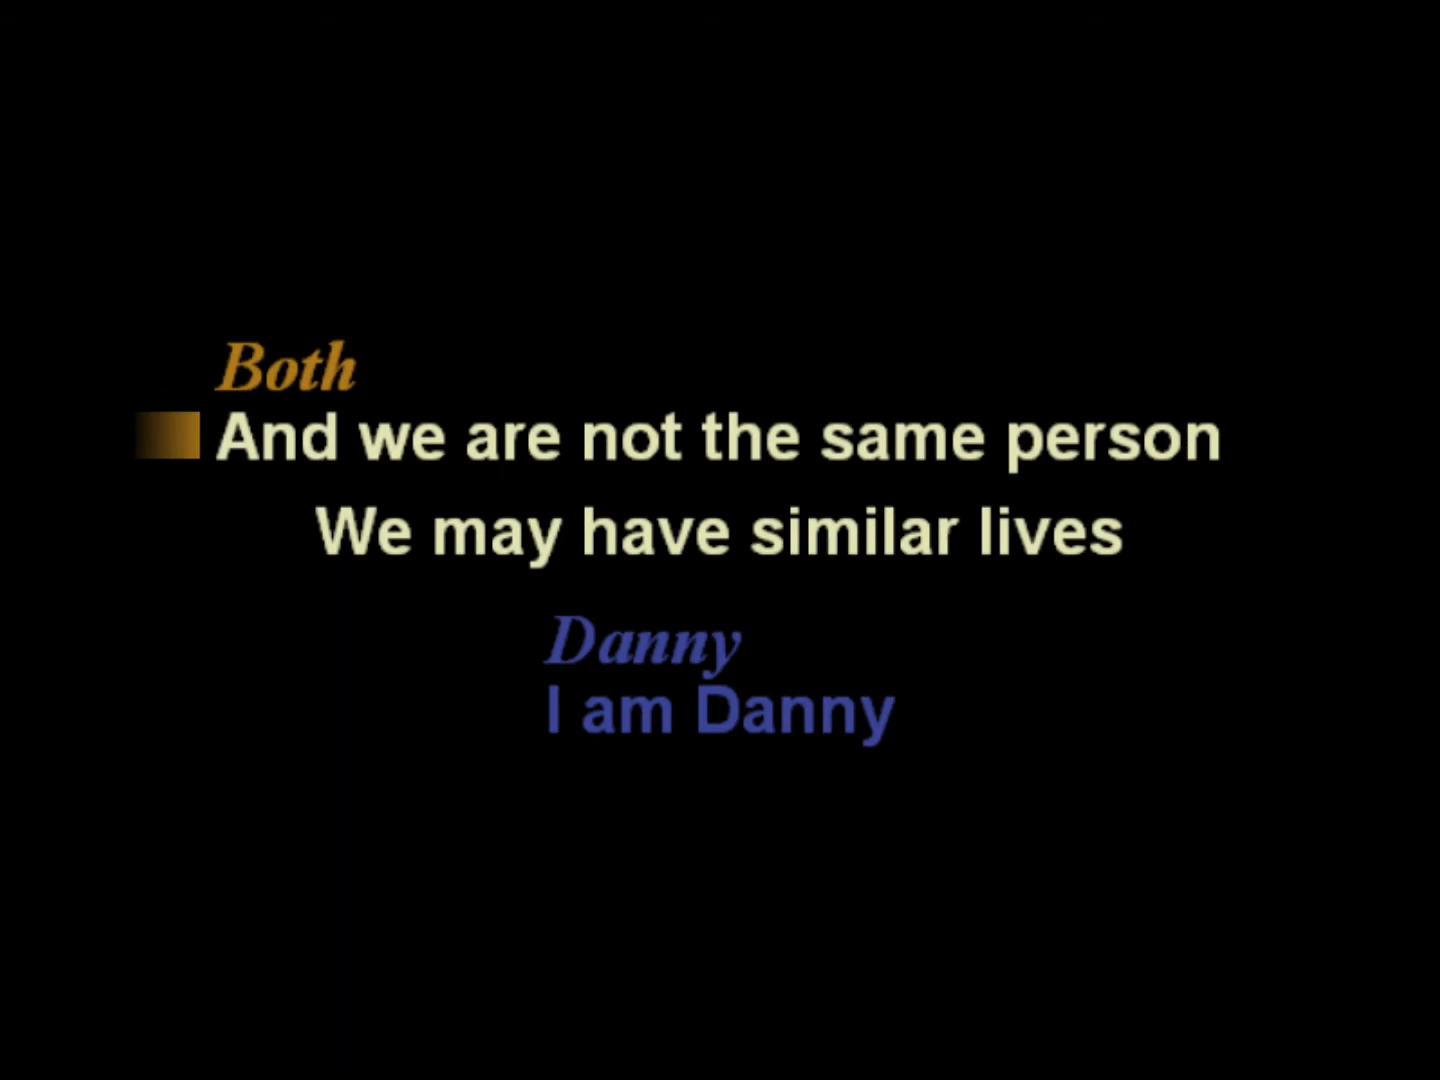 Both
And we are not the same person
We may have similar lives
Danny
I am Danny